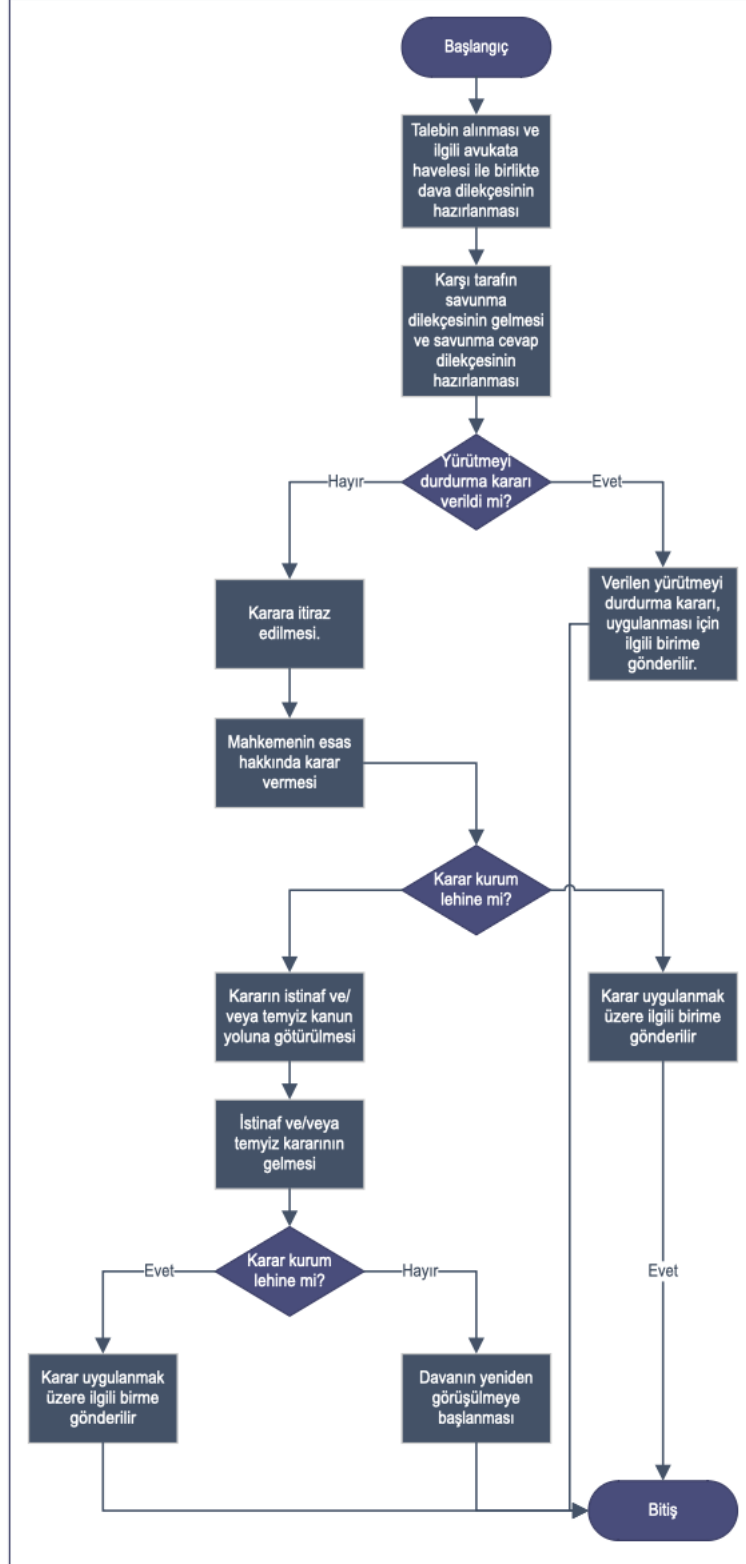 Başlangıç
Talebin alınması ve
ilgili avukata
havelesi ile birlikte
dava dilekçesinin
hazırlanması
Karşı tarafın
savunma
dilekçesinin gelmesi
ve savunma cevap
dilekçesinin
hazırlanması
Yürütmeyi
durdurma kararı
verildi mi?
Hayır
Evet
Karara itiraz
edilmesi.
Verilen yürütmeyi
durdurma kararı,
uygulanması için
ilgili birime
gönderilir.
Mahkemenin esas
hakkında karar
vermesi
Karar kurum
lehine mi?
Kararın istinaf ve/
veya temyiz kanun
yoluna götürülmesi
Karar uygulanmak
üzere ilgili birime
gönderilir
İstinaf ve/veya
temyiz kararının
gelmesi
Karar kurum
lehine mi?
Evet
Hayır
Evet
Karar uygulanmak
üzere ilgili birme
gönderilir
Davanın yeniden
görüşülmeye
başlanması
Bitiş